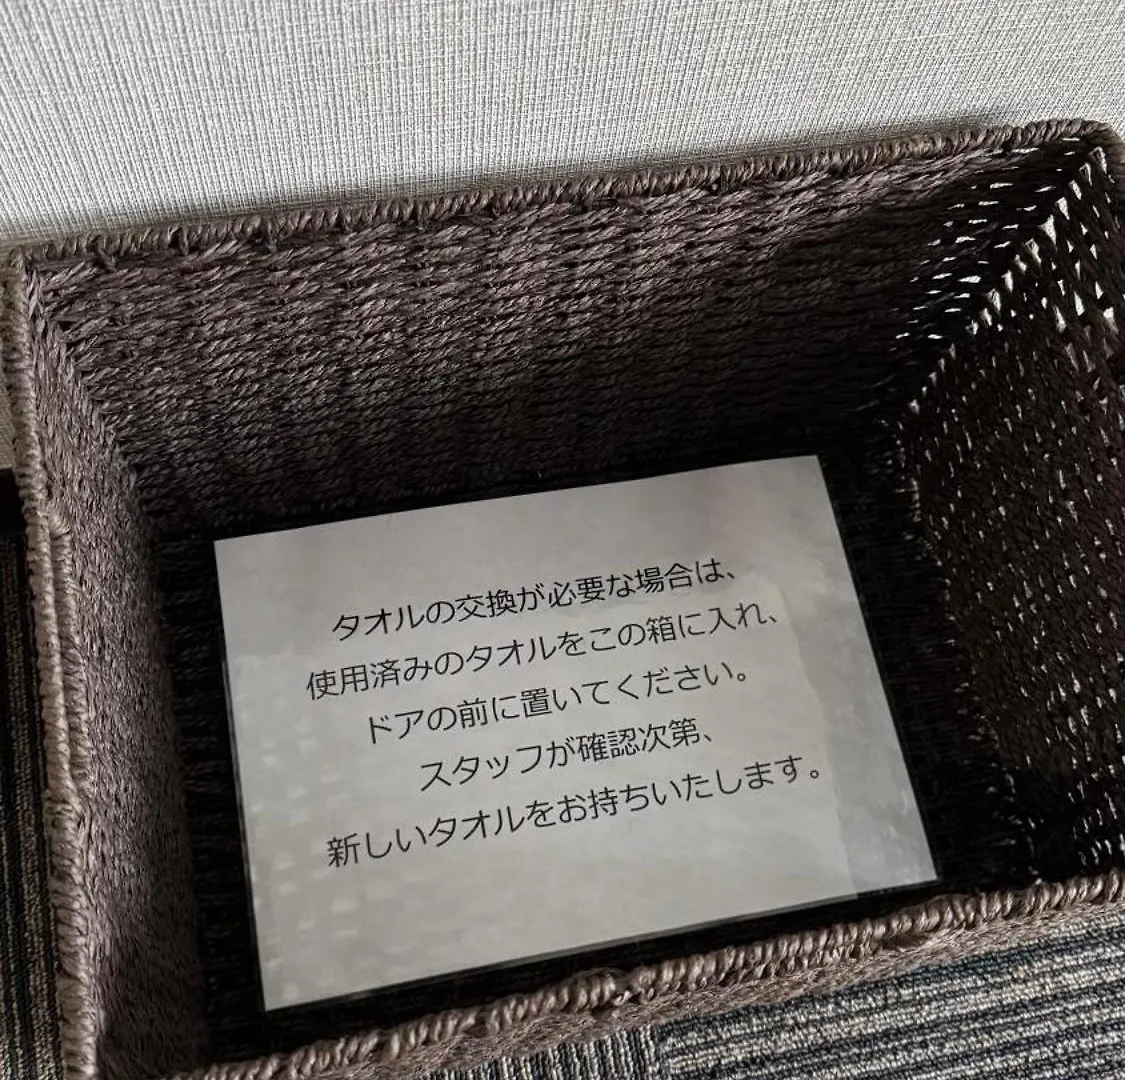 タオルの交換が必要な場合は、
使用済みのタオルをこの箱に入れ、
ドアの前に置いてください。
スタッフが確認次第、
新しいタオルをお持ちいたします。